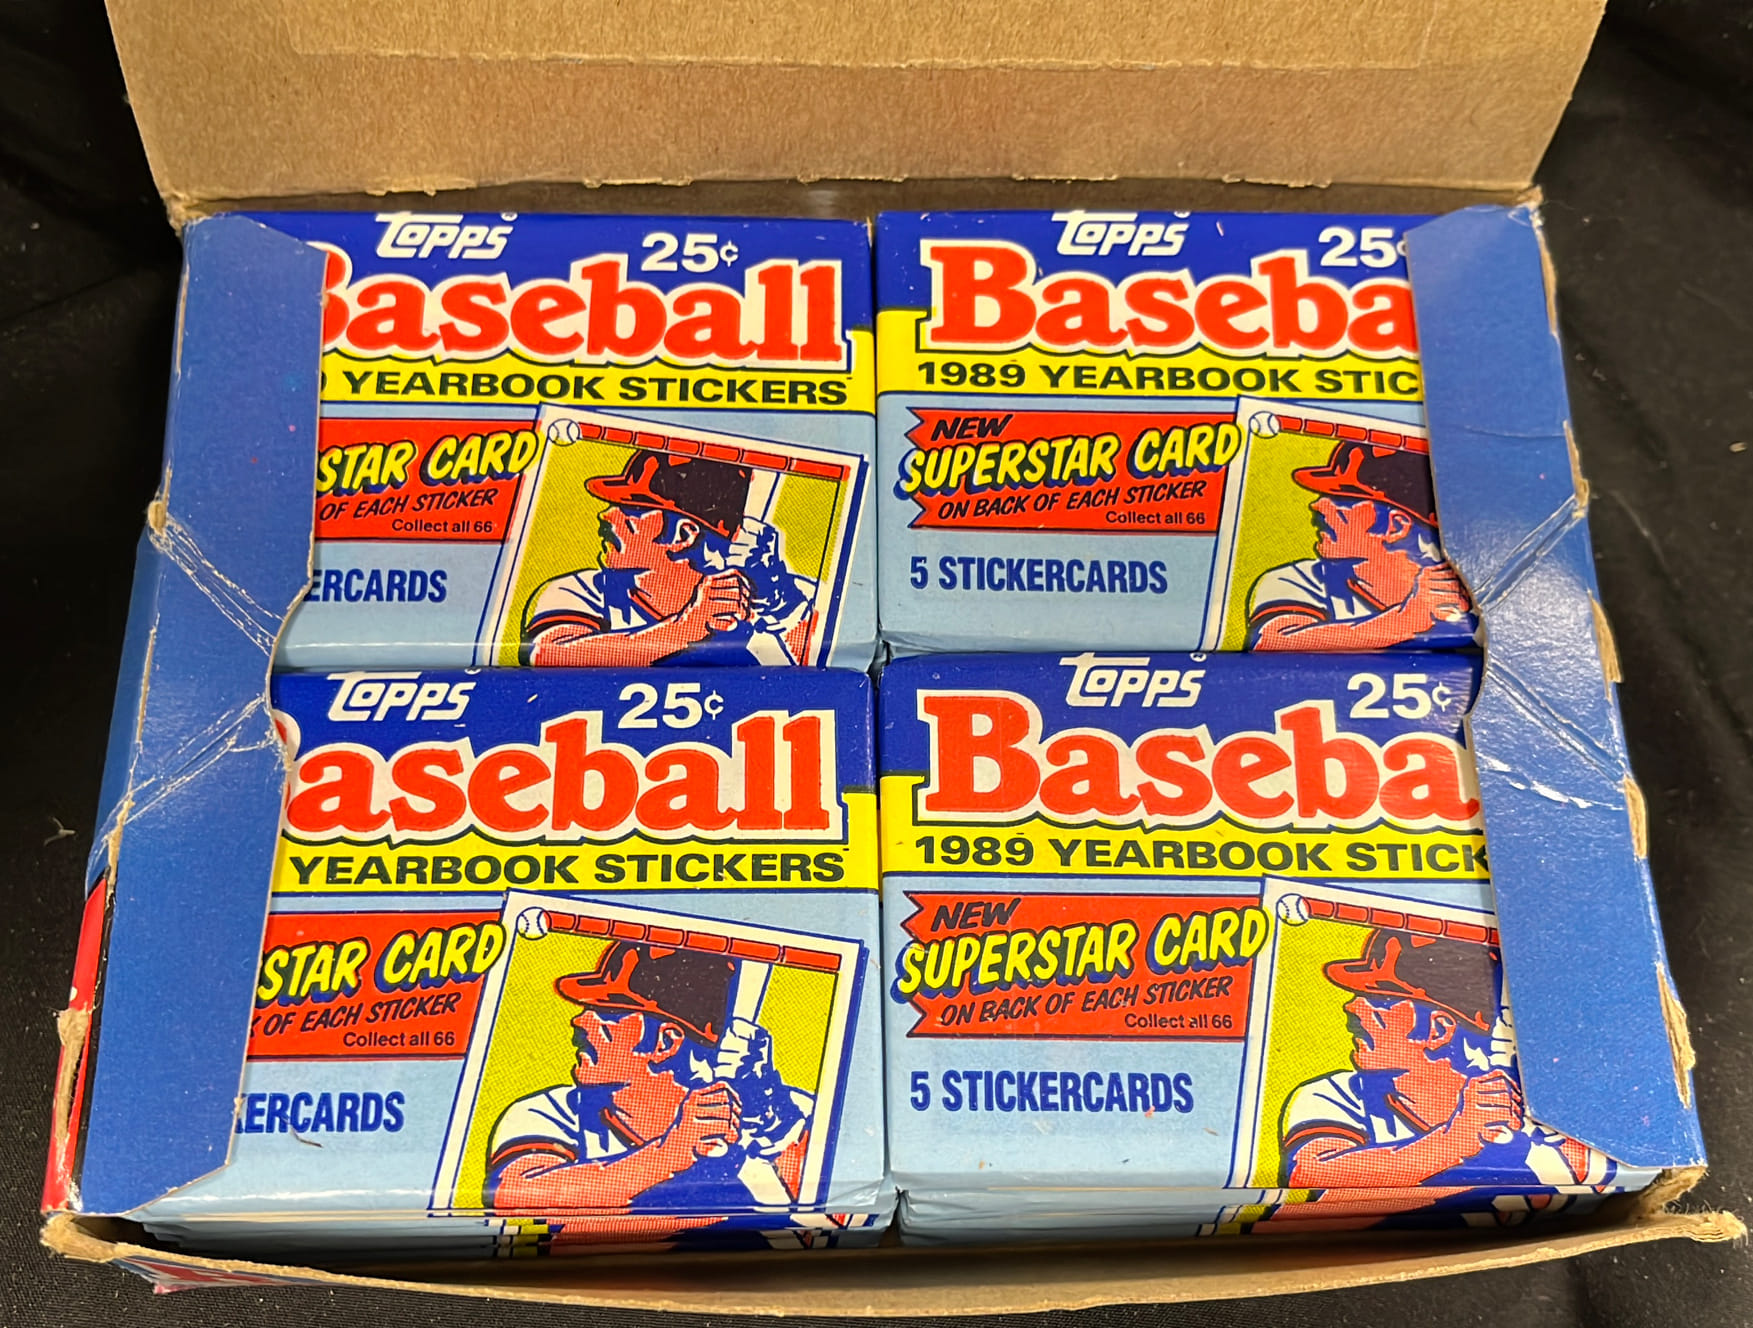 Topps 25¢
Baseball
YEARBOOK STICKERS
STAR CARD
OF EACH STICKER
Collect all 66
ERCARDS
Topps 25¢
Baseba
1989 YEARBOOK STIC
NEW
SUPERSTAR CARD
ON BACK OF EACH STICKER
Collect all 66
5 STICKERCARDS
Topps 25¢
Baseball
YEARBOOK STICKERS
STAR CARD
OF EACH STICKER
Collect all 66
ERCARDS
Topps 25¢
Baseba
1989 YEARBOOK STICK
NEW
SUPERSTAR CARD
ON BACK OF EACH STICKER
Collect all 66
5 STICKERCARDS